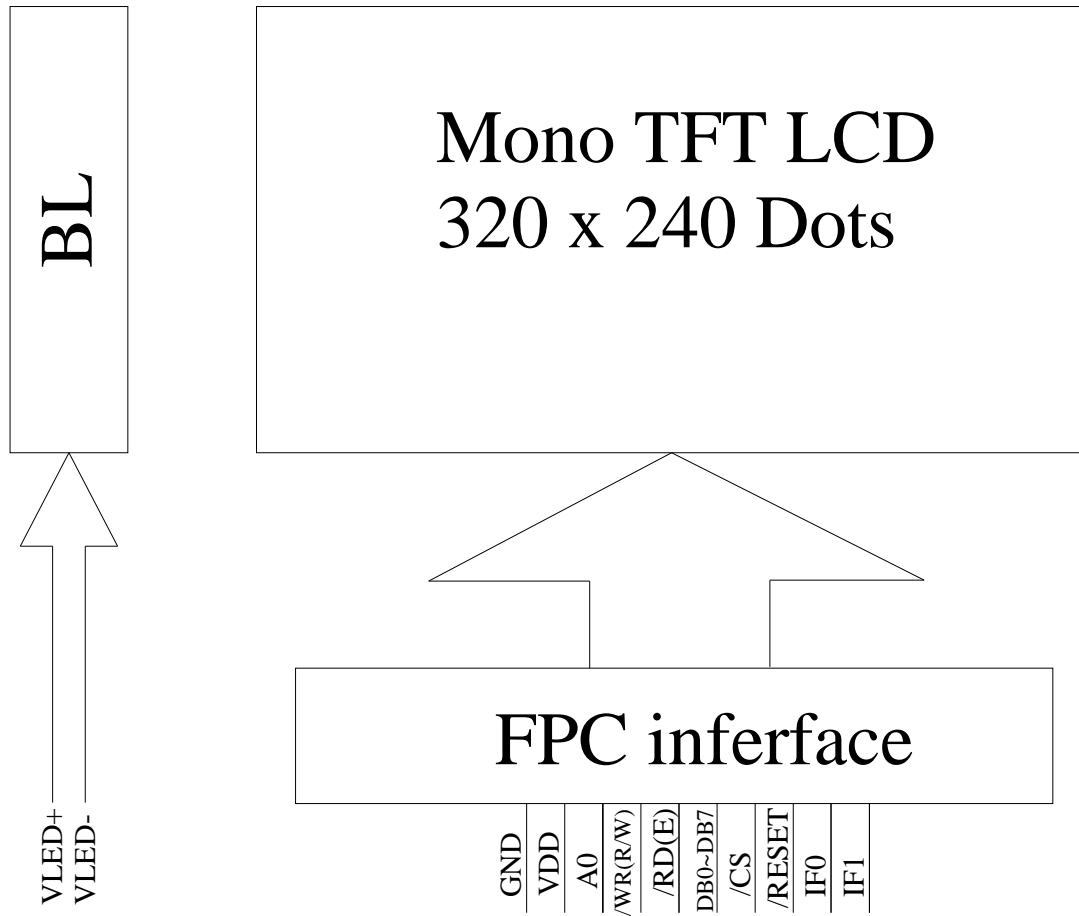 BL
Mono TFT LCD
320 x 240 Dots
FPC inferface
VLED+
VLED-
GND
VDD
A0
/WR(R/W)
/RD(E)
DB0~DB7
/CS
/RESET
IF0
IF1